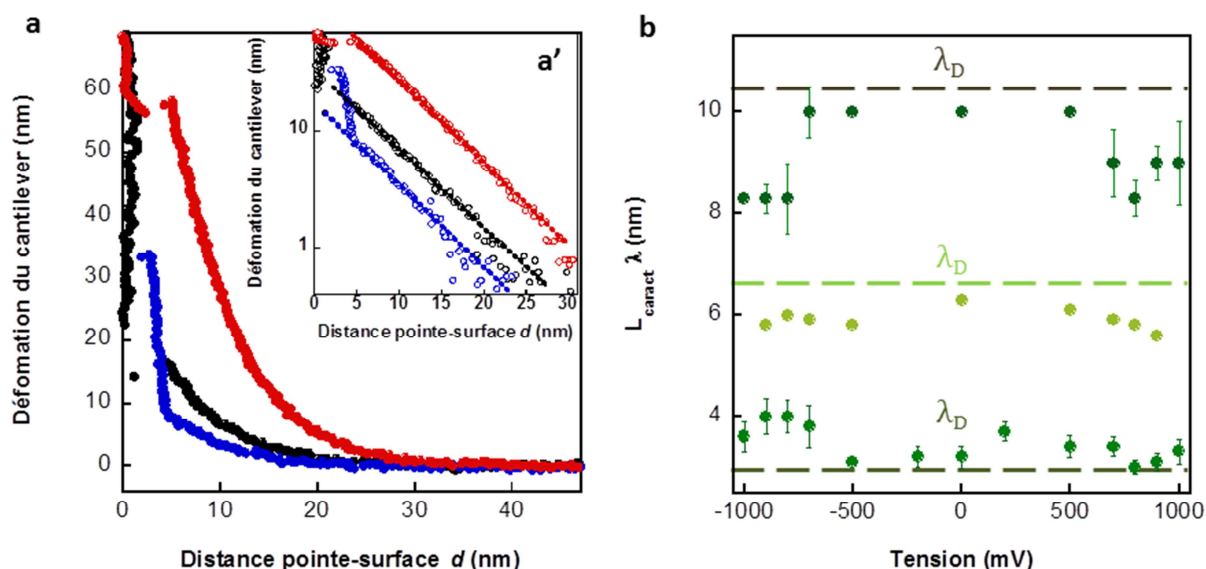 a
Défomation du cantilever (nm)
60
50
40
30
20
10
0
0
10
20
30
40
Distance pointe-surface d (nm)
a'
Défomation du cantilever (nm)
10
1
0
5
10
15
20
25
30
Distance pointe-surface d (nm)
b
L caract λ (nm)
10
8
6
4
λD
λD
λD
-1000
-500
0
500
1000
Tension (mV)